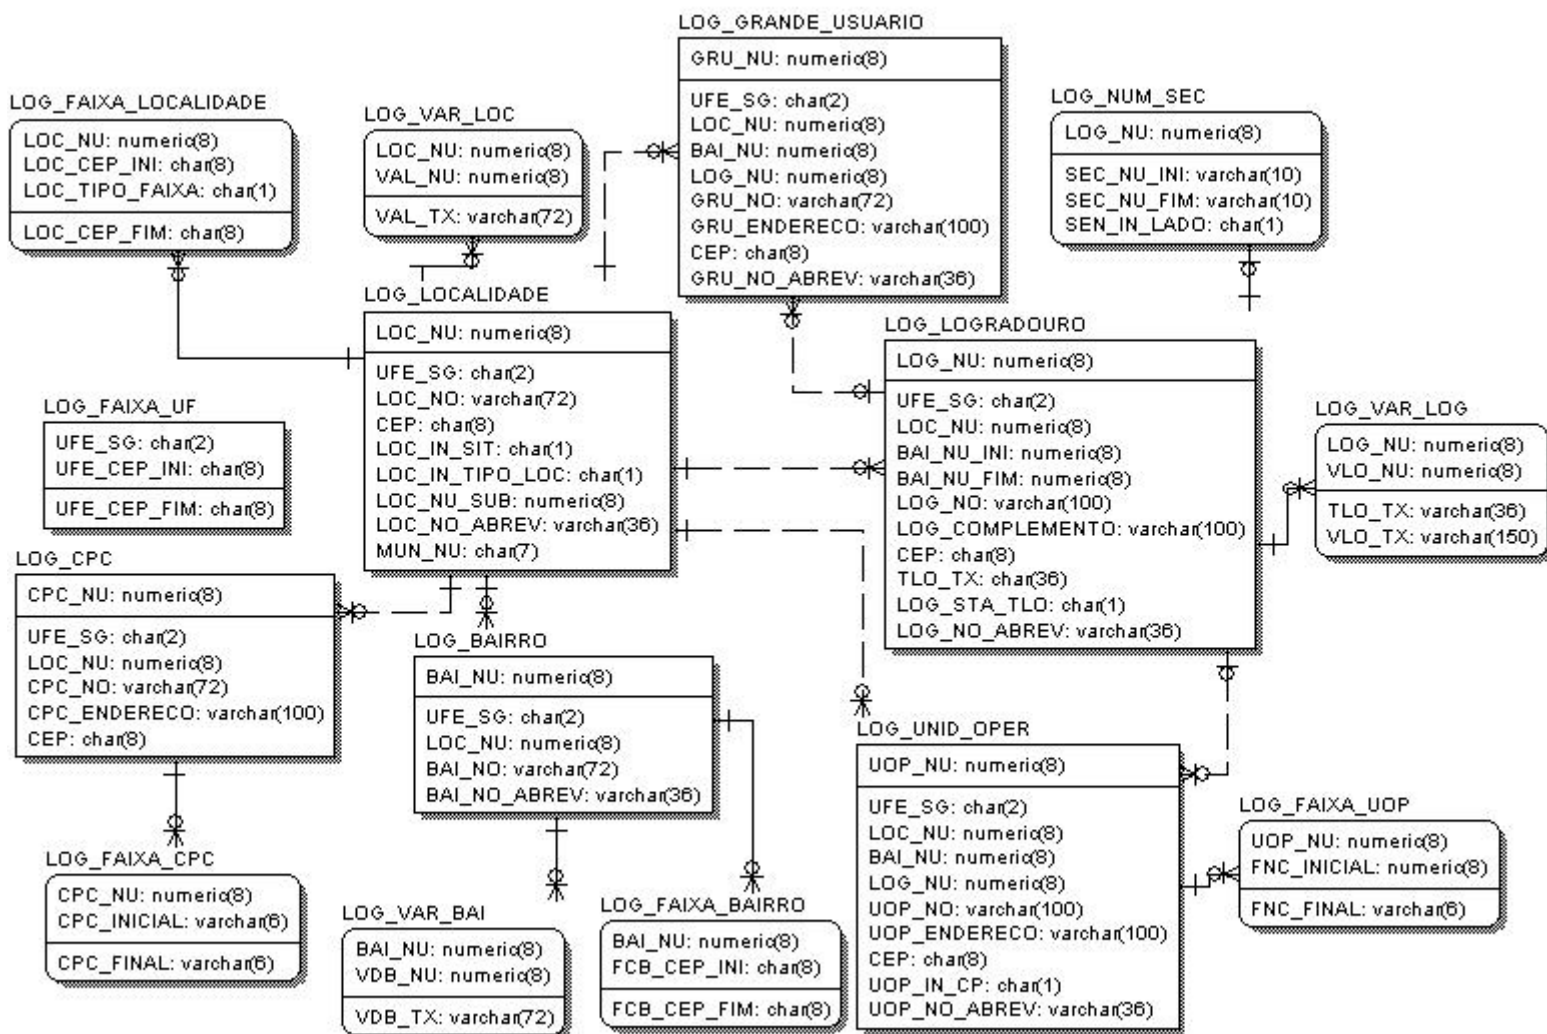 LOG_GRANDE_USUARIO
GRU_NU: numeric(8)
UFE_SG: char(2)
LOC_NU: numeric(8)
BAI_NU: numeric(8)
LOG_NU: numeric(8)
GRU_NO: varchar(72)
GRU_ENDERECO: varchar(100)
CEP: char(8)
GRU_NO_ABREV: varchar(36)
LOG_FAIXA_LOCALIDADE
LOC_NU: numeric(8)
LOC_CEP_INI: char(8)
LOC_TIPO_FAIXA: char(1)
LOC_CEP_FIM: char(8)
LOG_VAR_LOC
LOC_NU: numeric(8)
VAL_NU: numeric(8)
VAL_TX: varchar(72)
LOG_NUM_SEC
LOG_NU: numeric(8)
SEC_NU_INI: varchar(10)
SEC_NU_FIM: varchar(10)
SEN_IN_LADO: char(1)
LOG_LOCALIDADE
LOC_NU: numeric(8)
UFE_SG: char(2)
LOC_NO: varchar(72)
CEP: char(8)
LOC_IN_SIT: char(1)
LOC_IN_TIPO_LOC: char(1)
LOC_NU_SUB: numeric(8)
LOC_NO_ABREV: varchar(36)
MUN_NU: char(7)
LOG_LOGRADOURO
LOG_NU: numeric(8)
UFE_SG: char(2)
LOC_NU: numeric(8)
BAI_NU_INI: numeric(8)
BAI_NU_FIM: numeric(8)
LOG_NO: varchar(100)
LOG_COMPLEMENTO: varchar(100)
CEP: char(8)
TLO_TX: char(36)
LOG_STA_TLO: char(1)
LOG_NO_ABREV: varchar(36)
LOG_FAIXA_UF
UFE_SG: char(2)
UFE_CEP_INI: char(8)
UFE_CEP_FIM: char(8)
LOG_VAR_LOG
LOG_NU: numeric(8)
VLO_NU: numeric(8)
TLO_TX: varchar(36)
VLO_TX: varchar(150)
LOG_CPC
CPC_NU: numeric(8)
UFE_SG: char(2)
LOC_NU: numeric(8)
CPC_NO: varchar(72)
CPC_ENDERECO: varchar(100)
CEP: char(8)
LOG_BAIRRO
BAI_NU: numeric(8)
UFE_SG: char(2)
LOC_NU: numeric(8)
BAI_NO: varchar(72)
BAI_NO_ABREV: varchar(36)
LOG_UNID_OPER
UOP_NU: numeric(8)
UFE_SG: char(2)
LOC_NU: numeric(8)
BAI_NU: numeric(8)
LOG_NU: numeric(8)
UOP_NO: varchar(100)
UOP_ENDERECO: varchar(100)
CEP: char(8)
UOP_IN_CP: char(1)
UOP_NO_ABREV: varchar(36)
LOG_FAIXA_UOP
UOP_NU: numeric(8)
FNC_INICIAL: numeric(8)
FNC_FINAL: varchar(6)
LOG_FAIXA_CPC
CPC_NU: numeric(8)
CPC_INICIAL: varchar(6)
CPC_FINAL: varchar(6)
LOG_VAR_BAI
BAI_NU: numeric(8)
VDB_NU: numeric(8)
VDB_TX: varchar(72)
LOG_FAIXA_BAIRRO
BAI_NU: numeric(8)
FCB_CEP_INI: char(8)
FCB_CEP_FIM: char(8)